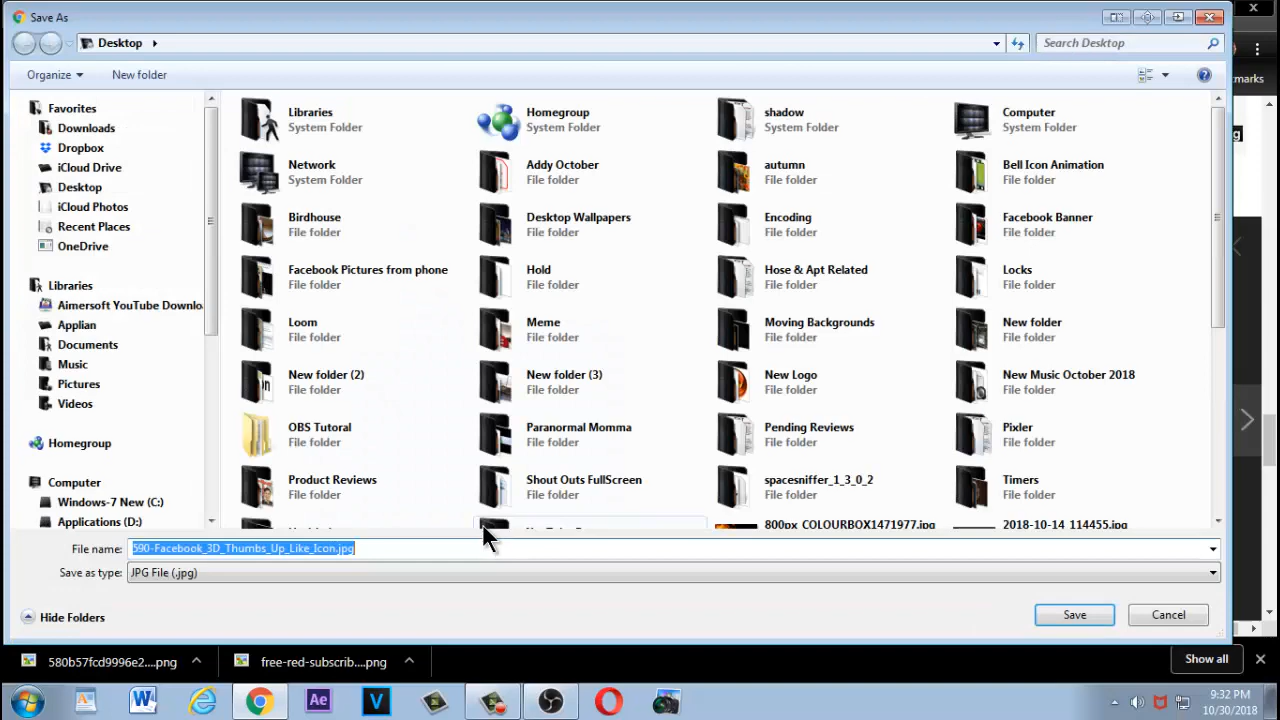 Save As
Desktop
Search Desktop
Organize
New folder
marks
Favorites
Downloads
Dropbox
iCloud Drive
Desktop
iCloud Photos
Recent Places
OneDrive
Libraries
Aimersoft YouTube Downlo
Applian
Documents
Music
Pictures
Videos
Homegroup
Computer
Windows-7 New (C:)
Applications (D:)
Libraries
System Folder
Homegroup
System Folder
shadow
System Folder
Computer
System Folder
Network
System Folder
Addy October
File folder
autumn
File folder
Bell Icon Animation
File folder
Birdhouse
File folder
Desktop Wallpapers
File folder
Encoding
File folder
Facebook Banner
File folder
Facebook Pictures from phone
File folder
Hold
File folder
Hose & Apt Related
File folder
Locks
File folder
Loom
File folder
Meme
File folder
Moving Backgrounds
File folder
New folder
File folder
New folder (2)
File folder
New folder (3)
File folder
New Logo
File folder
New Music October 2018
File folder
OBS Tutoral
File folder
Paranormal Momma
File folder
Pending Reviews
File folder
Pixler
File folder
Product Reviews
File folder
Shout Outs FullScreen
File folder
spacesniffer_1_3_0_2
File folder
Timers
File folder
800px_COLOURBOX1471977.jpg
2018-10-14_114455.jpg
File name: 590-Facebook_3D_Thumbs_Up_Like_Icon.jpg
Save as type: JPG File (.jpg)
Hide Folders
Save
Cancel
580b57fcd9996e2....png
free-red-subscrib....png
Show all
Ae
V
9:32 PM
10/30/2018